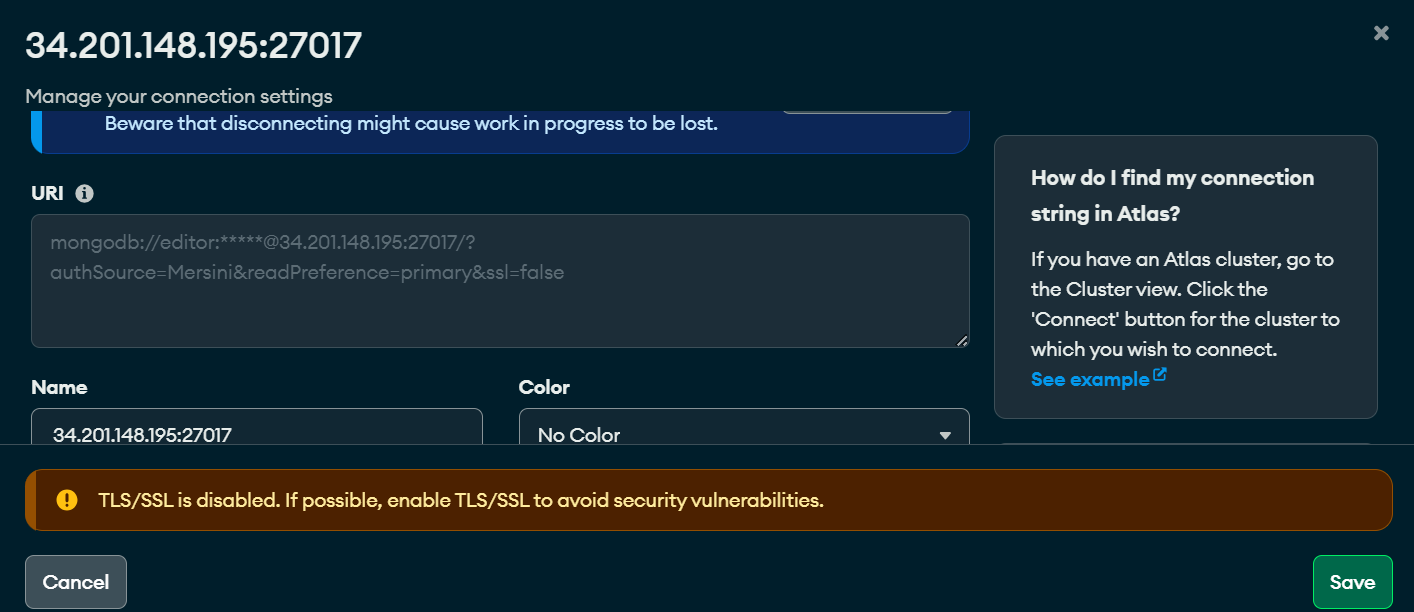 34.201.148.195:27017
Manage your connection settings
Beware that disconnecting might cause work in progress to be lost.
URI
mongodb://editor:*****@34.201.148.195:27017/?
authSource=Mersini&readPreference=primary&ssl=false
Name
Color
34.201.148.195:27017
No Color
How do I find my connection
string in Atlas?
If you have an Atlas cluster, go to
the Cluster view. Click the
'Connect' button for the cluster to
which you wish to connect.
See example
TLS/SSL is disabled. If possible, enable TLS/SSL to avoid security vulnerabilities.
Cancel
Save